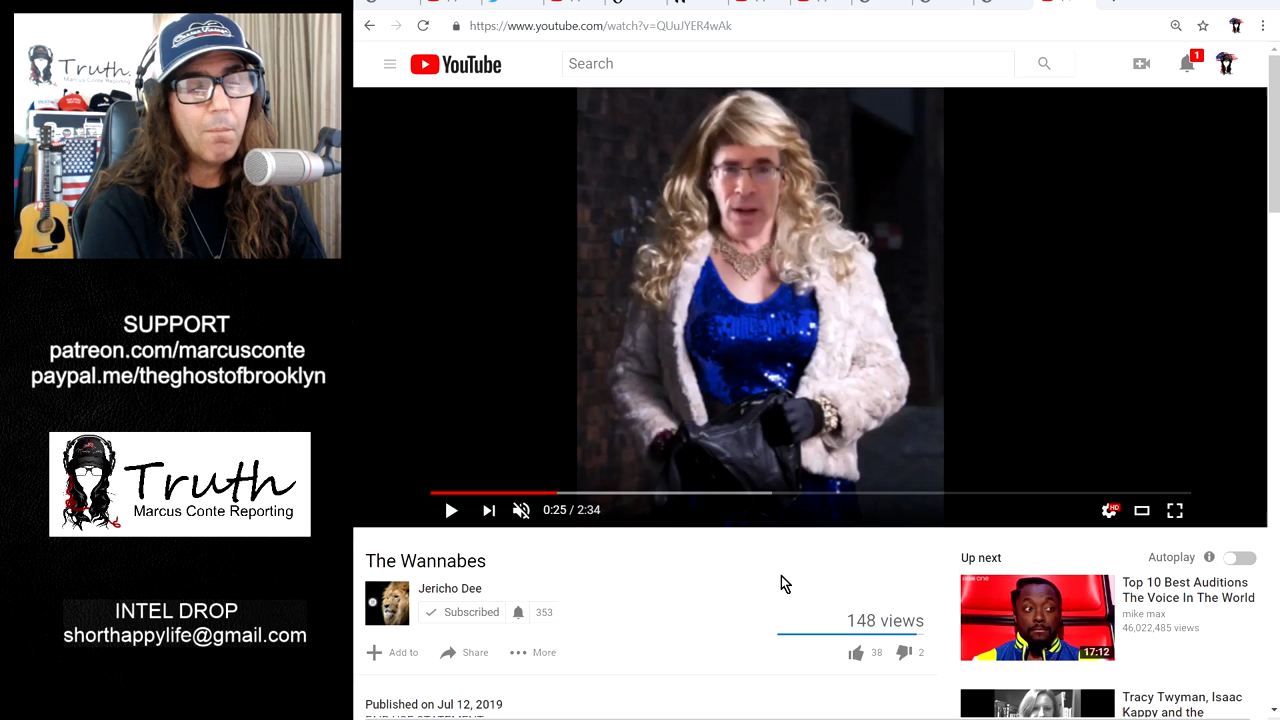 Truth.
Marcus Conte Reporting
SUPPORT
patreon.com/marcusconte
paypal.me/theghostofbrooklyn
Truth
Marcus Conte Reporting
INTEL DROP
shorthappylife@gmail.com
https://www.youtube.com/watch?v=QUuJYER4wAk
YouTube
Search
1
0:25 / 2:34
HD
The Wannabes
Jericho Dee
Subscribed
353
148 views
Add to
Share
More
38
2
Published on Jul 12, 2019
Up next
Autoplay
Top 10 Best Auditions
The Voice In The World
mike max
46,022,485 views
17:12
Tracy Twyman, Isaac
Kappy and the